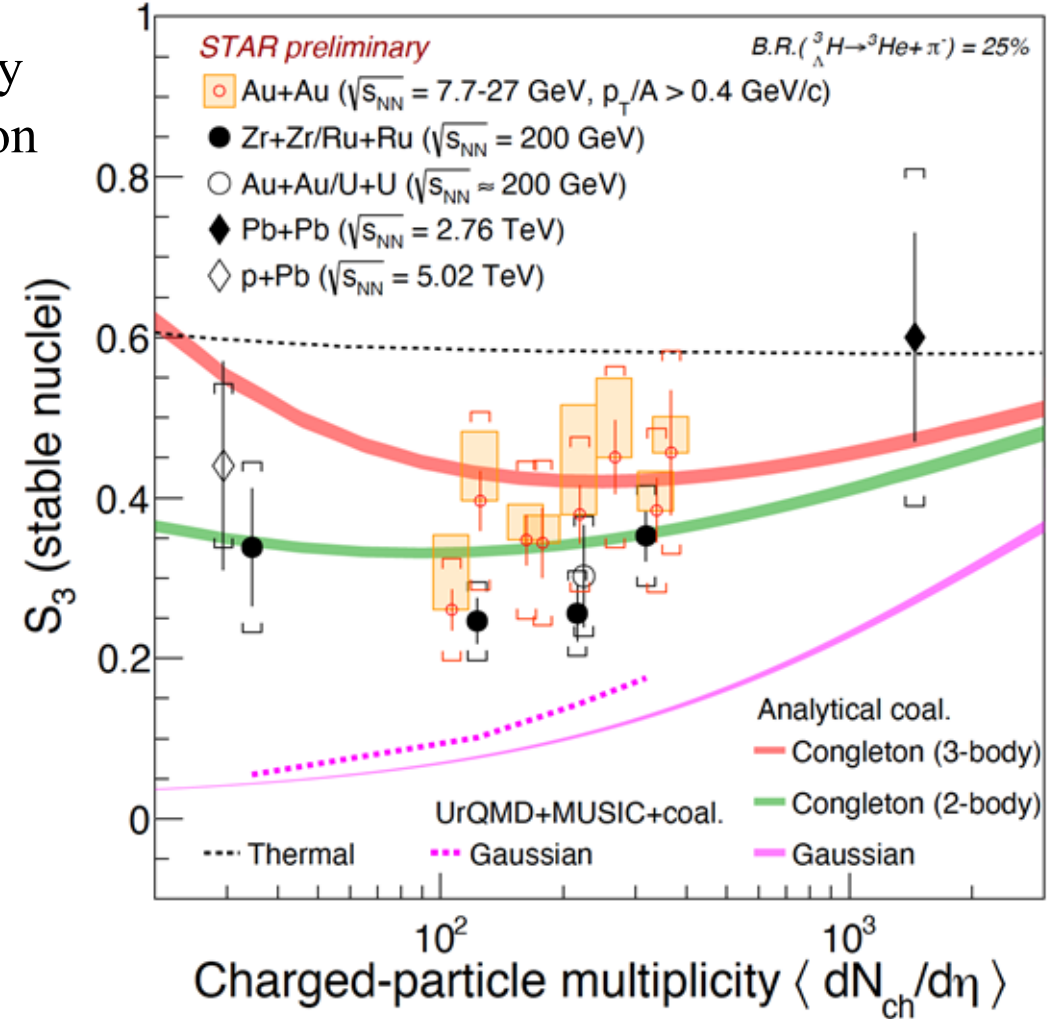 y
on
STAR preliminary
B.R.(³ΛH→³He+ π⁻) = 25%
Au+Au (√sNN = 7.7-27 GeV, pT/A > 0.4 GeV/c)
Zr+Zr/Ru+Ru (√sNN = 200 GeV)
Au+Au/U+U (√sNN ≈ 200 GeV)
Pb+Pb (√sNN = 2.76 TeV)
p+Pb (√sNN = 5.02 TeV)
1
0.8
0.6
0.4
0.2
0
S₃ (stable nuclei)
Analytical coal.
Congleton (3-body)
Congleton (2-body)
Gaussian
UrQMD+MUSIC+coal.
Thermal
Gaussian
10²
10³
Charged-particle multiplicity ⟨ dNch/dη ⟩